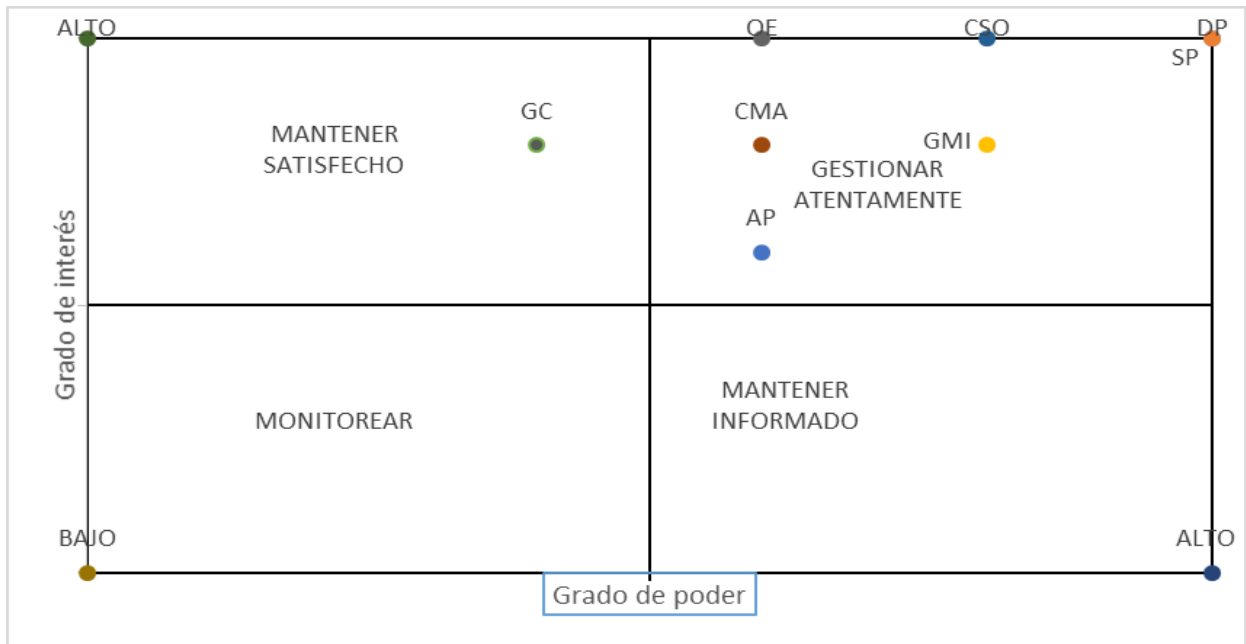 ALTO
OE
CSO
DP
SP
GC
CMA
GMI
MANTENER
SATISFECHO
GESTIONAR
ATENTAMENTE
AP
Grado de interés
MONITOREAR
MANTENER
INFORMADO
BAJO
ALTO
Grado de poder